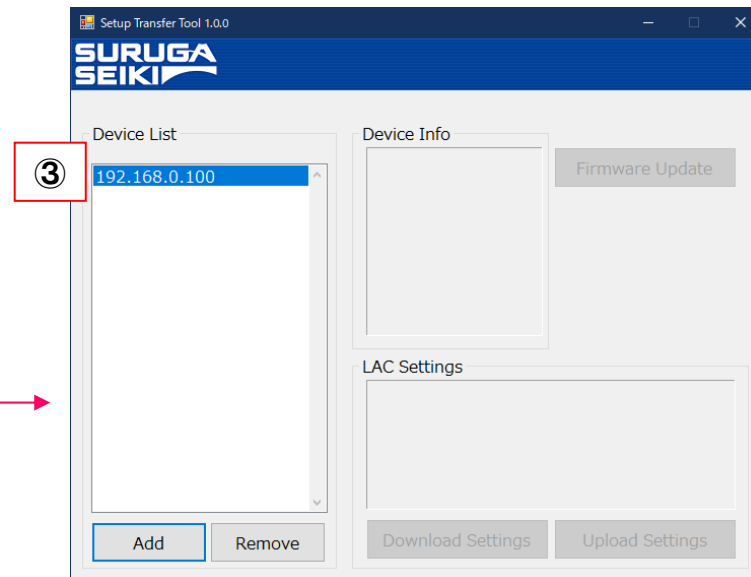 Setup Transfer Tool 1.0.0
SURUGA
SEIKI
Device List
Device Info
③
192.168.0.100
Firmware Update
LAC Settings
Add
Remove
Download Settings
Upload Settings